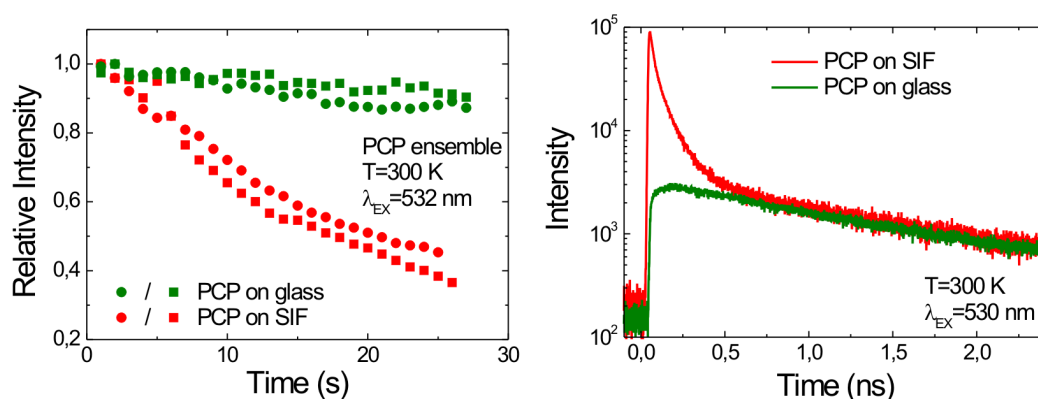 1,0
0,8
0,6
0,4
0,2
0
10
20
30
Relative Intensity
Time (s)
PCP ensemble
T=300 K
λEX=532 nm
/ PCP on glass
/ PCP on SIF
10^5
10^4
10^3
10^2
0,0
0,5
1,0
1,5
2,0
Intensity
Time (ns)
PCP on SIF
PCP on glass
T=300 K
λEX=530 nm